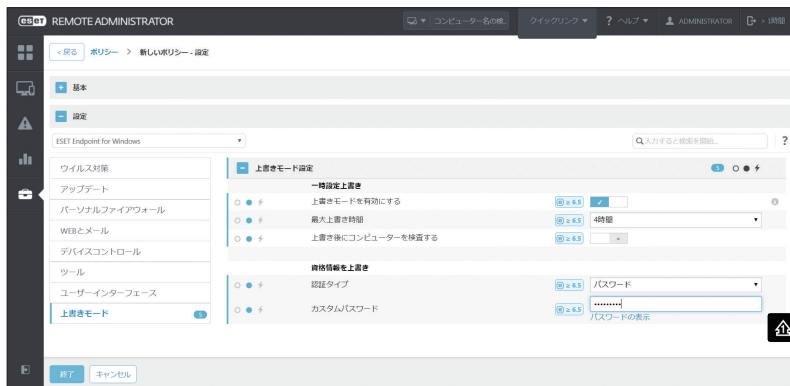 eset REMOTE ADMINISTRATOR
コンピューター名の検...
クイックリンク
? ヘルプ
ADMINISTRATOR
> 1時間
< 戻る ポリシー > 新しいポリシー - 設定
+ 基本
− 設定
ESET Endpoint for Windows
入力すると検索を開始...
?
ウイルス対策
アップデート
パーソナルファイアウォール
WEBとメール
デバイスコントロール
ツール
ユーザーインターフェース
上書きモード 5
− 上書きモード設定 5
一時設定上書き
上書きモードを有効にする ≥ 6.5
最大上書き時間 ≥ 6.5 4時間
上書き後にコンピューターを検査する ≥ 6.5 ×
資格情報を上書き
認証タイプ ≥ 6.5 パスワード
カスタムパスワード ≥ 6.5 •••••••••
パスワードの表示
終了 キャンセル